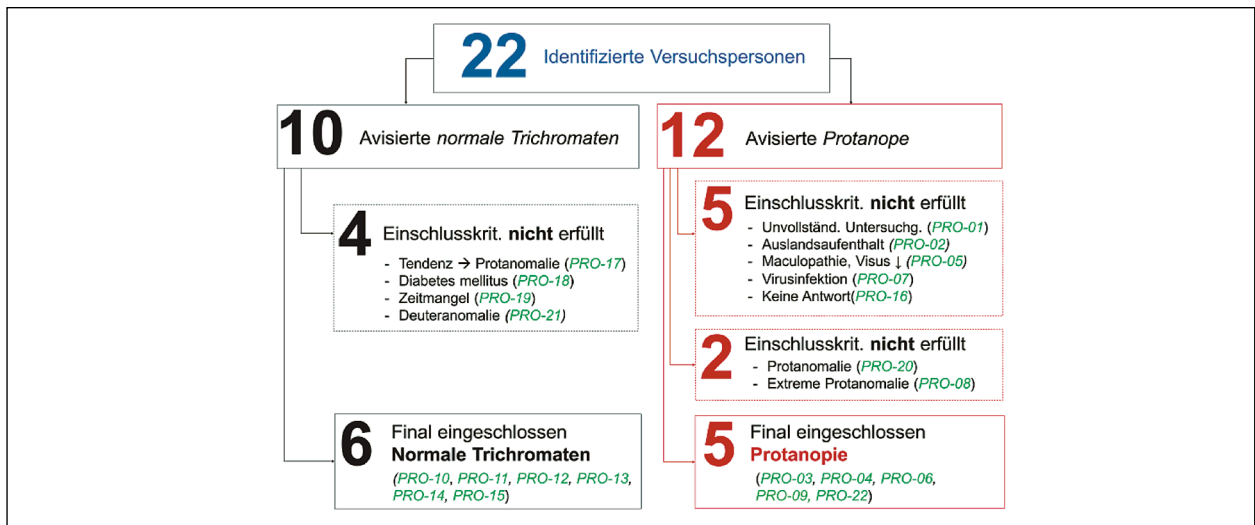 22 Identifizierte Versuchspersonen
10 Avisierte normale Trichromaten
4 Einschlusskrit. nicht erfüllt
- Tendenz → Protanomalie (PRO-17)
- Diabetes mellitus (PRO-18)
- Zeitmangel (PRO-19)
- Deuteranomalie (PRO-21)
6 Final eingeschlossen
Normale Trichromaten
(PRO-10, PRO-11, PRO-12, PRO-13,
PRO-14, PRO-15)
12 Avisierte Protanope
5 Einschlusskrit. nicht erfüllt
- Unvollständ. Untersuchg. (PRO-01)
- Auslandsaufenthalt (PRO-02)
- Maculopathie, Visus ↓ (PRO-05)
- Virusinfektion (PRO-07)
- Keine Antwort(PRO-16)
2 Einschlusskrit. nicht erfüllt
- Protanomalie (PRO-20)
- Extreme Protanomalie (PRO-08)
5 Final eingeschlossen
Protanopie
(PRO-03, PRO-04, PRO-06,
PRO-09, PRO-22)